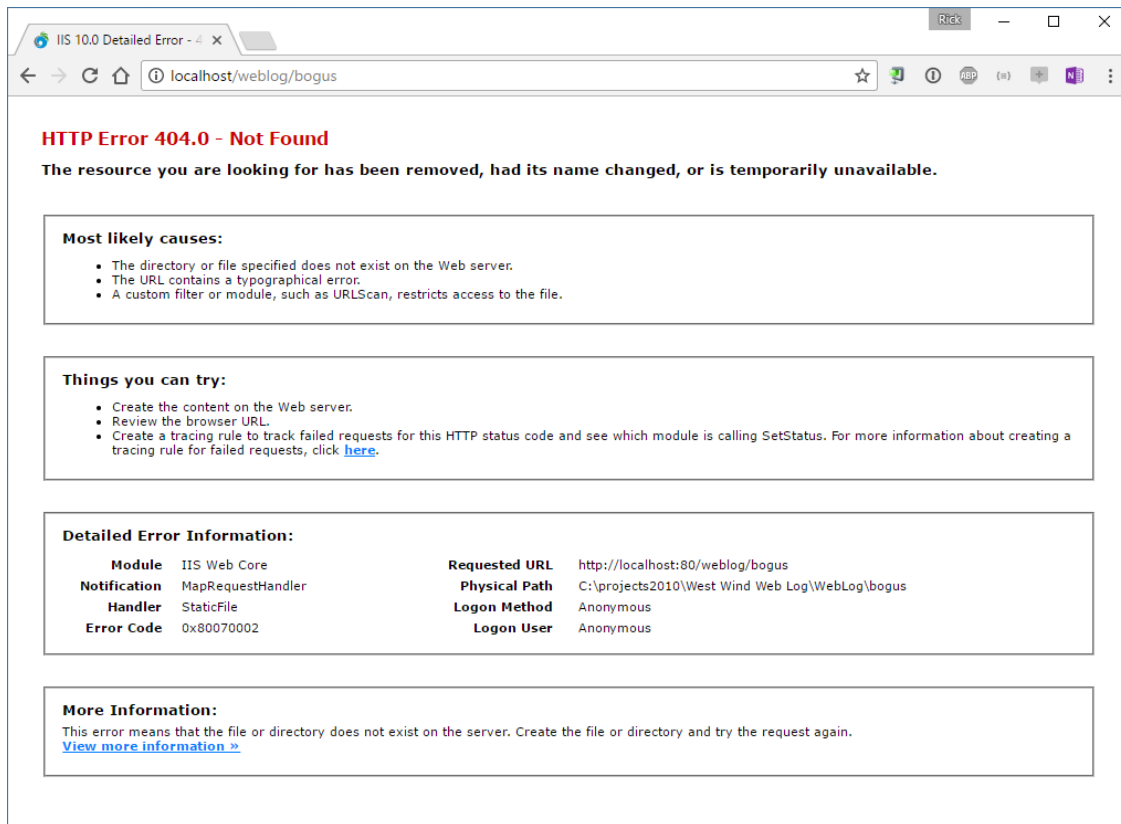 Rick
IIS 10.0 Detailed Error - 4
localhost/weblog/bogus
ABP
N
HTTP Error 404.0 - Not Found
The resource you are looking for has been removed, had its name changed, or is temporarily unavailable.
Most likely causes:
• The directory or file specified does not exist on the Web server.
• The URL contains a typographical error.
• A custom filter or module, such as URLScan, restricts access to the file.
Things you can try:
• Create the content on the Web server.
• Review the browser URL.
• Create a tracing rule to track failed requests for this HTTP status code and see which module is calling SetStatus. For more information about creating a
tracing rule for failed requests, click here.
Detailed Error Information:
Module IIS Web Core Requested URL http://localhost:80/weblog/bogus
Notification MapRequestHandler Physical Path C:\projects2010\West Wind Web Log\WebLog\bogus
Handler StaticFile Logon Method Anonymous
Error Code 0x80070002 Logon User Anonymous
More Information:
This error means that the file or directory does not exist on the server. Create the file or directory and try the request again.
View more information »